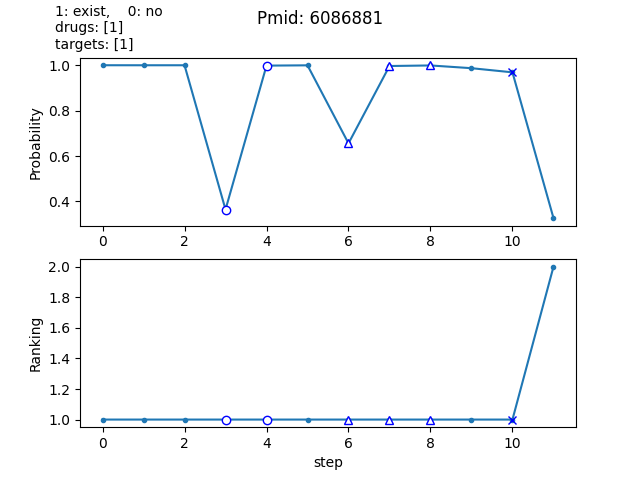 1: exist,    0: no
drugs: [1]
targets: [1]
Pmid: 6086881
Probability
1.0
0.8
0.6
0.4
0 2 4 6 8 10
Ranking
2.0
1.8
1.6
1.4
1.2
1.0
0 2 4 6 8 10
step